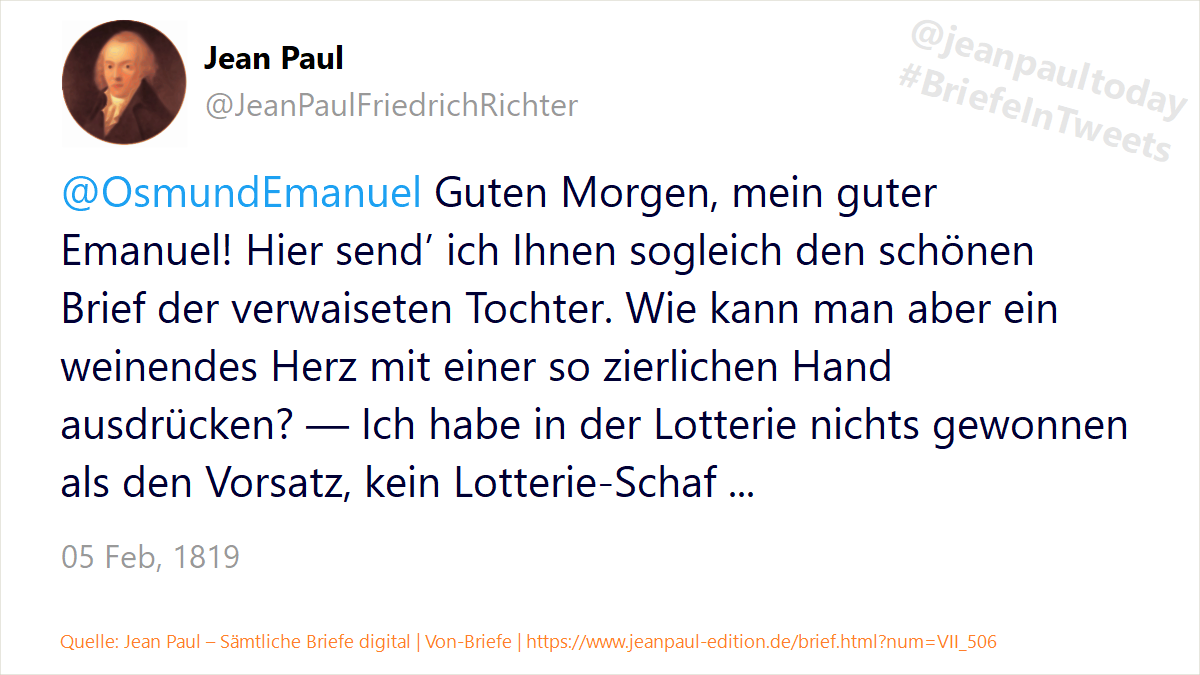 Jean Paul
@JeanPaulFriedrichRichter
@jeanpaultoday
#BriefeInTweets
@OsmundEmanuel Guten Morgen, mein guter
Emanuel! Hier send’ ich Ihnen sogleich den schönen
Brief der verwaiseten Tochter. Wie kann man aber ein
weinendes Herz mit einer so zierlichen Hand
ausdrücken? — Ich habe in der Lotterie nichts gewonnen
als den Vorsatz, kein Lotterie-Schaf ...
05 Feb, 1819
Quelle: Jean Paul – Sämtliche Briefe digital | Von-Briefe | https://www.jeanpaul-edition.de/brief.html?num=VII_506